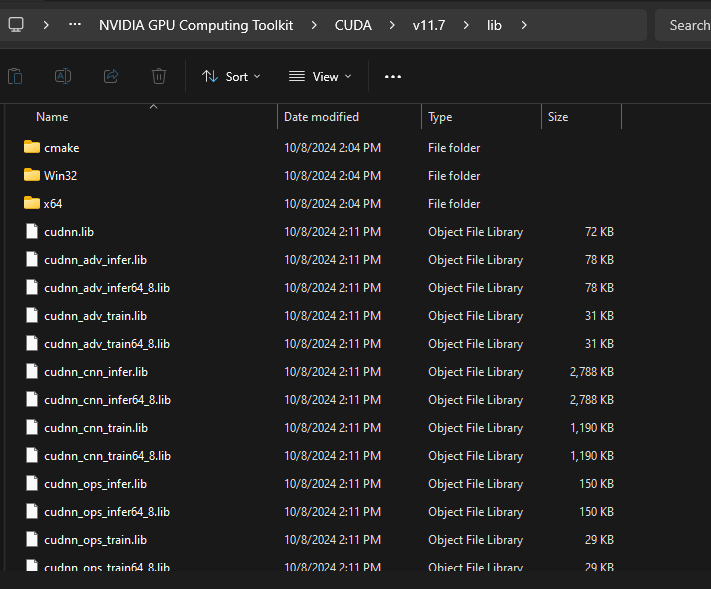 NVIDIA GPU Computing Toolkit > CUDA > v11.7 > lib > Search
Sort View
Name Date modified Type Size
cmake 10/8/2024 2:04 PM File folder
Win32 10/8/2024 2:04 PM File folder
x64 10/8/2024 2:04 PM File folder
cudnn.lib 10/8/2024 2:11 PM Object File Library 72 KB
cudnn_adv_infer.lib 10/8/2024 2:11 PM Object File Library 78 KB
cudnn_adv_infer64_8.lib 10/8/2024 2:11 PM Object File Library 78 KB
cudnn_adv_train.lib 10/8/2024 2:11 PM Object File Library 31 KB
cudnn_adv_train64_8.lib 10/8/2024 2:11 PM Object File Library 31 KB
cudnn_cnn_infer.lib 10/8/2024 2:11 PM Object File Library 2,788 KB
cudnn_cnn_infer64_8.lib 10/8/2024 2:11 PM Object File Library 2,788 KB
cudnn_cnn_train.lib 10/8/2024 2:11 PM Object File Library 1,190 KB
cudnn_cnn_train64_8.lib 10/8/2024 2:11 PM Object File Library 1,190 KB
cudnn_ops_infer.lib 10/8/2024 2:11 PM Object File Library 150 KB
cudnn_ops_infer64_8.lib 10/8/2024 2:11 PM Object File Library 150 KB
cudnn_ops_train.lib 10/8/2024 2:11 PM Object File Library 29 KB
cudnn_ops_train64_8.lib 10/8/2024 2:11 PM Object File Library 29 KB